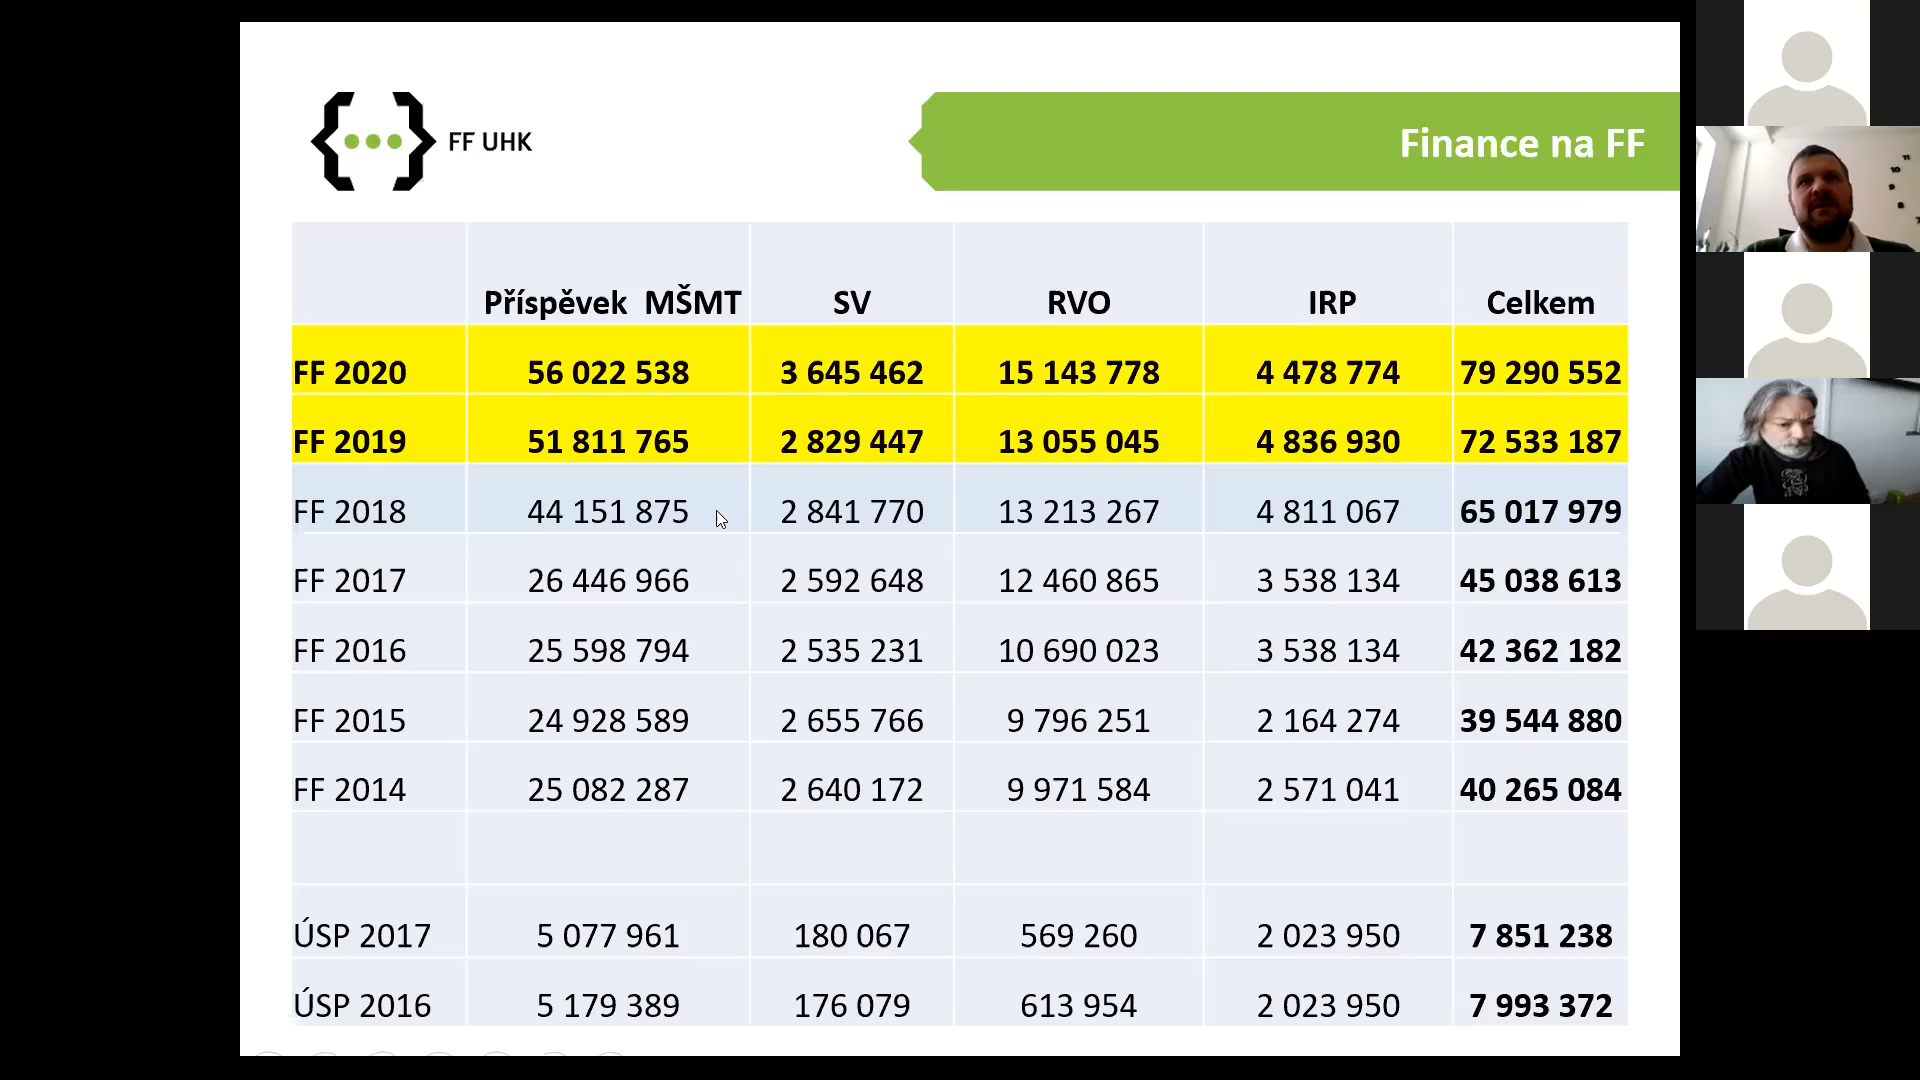 FF UHK
Finance na FF
Příspěvek MŠMT SV RVO IRP Celkem
FF 2020 56 022 538 3 645 462 15 143 778 4 478 774 79 290 552
FF 2019 51 811 765 2 829 447 13 055 045 4 836 930 72 533 187
FF 2018 44 151 875 2 841 770 13 213 267 4 811 067 65 017 979
FF 2017 26 446 966 2 592 648 12 460 865 3 538 134 45 038 613
FF 2016 25 598 794 2 535 231 10 690 023 3 538 134 42 362 182
FF 2015 24 928 589 2 655 766 9 796 251 2 164 274 39 544 880
FF 2014 25 082 287 2 640 172 9 971 584 2 571 041 40 265 084
ÚSP 2017 5 077 961 180 067 569 260 2 023 950 7 851 238
ÚSP 2016 5 179 389 176 079 613 954 2 023 950 7 993 372